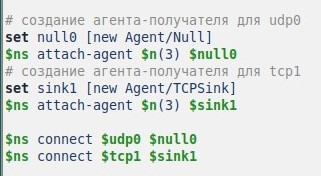 # создание агента-получателя для udp0
set null0 [new Agent/Null]
$ns attach-agent $n(3) $null0
# создание агента-получателя для tcp1
set sink1 [new Agent/TCPSink]
$ns attach-agent $n(3) $sink1
$ns connect $udp0 $null0
$ns connect $tcp1 $sink1